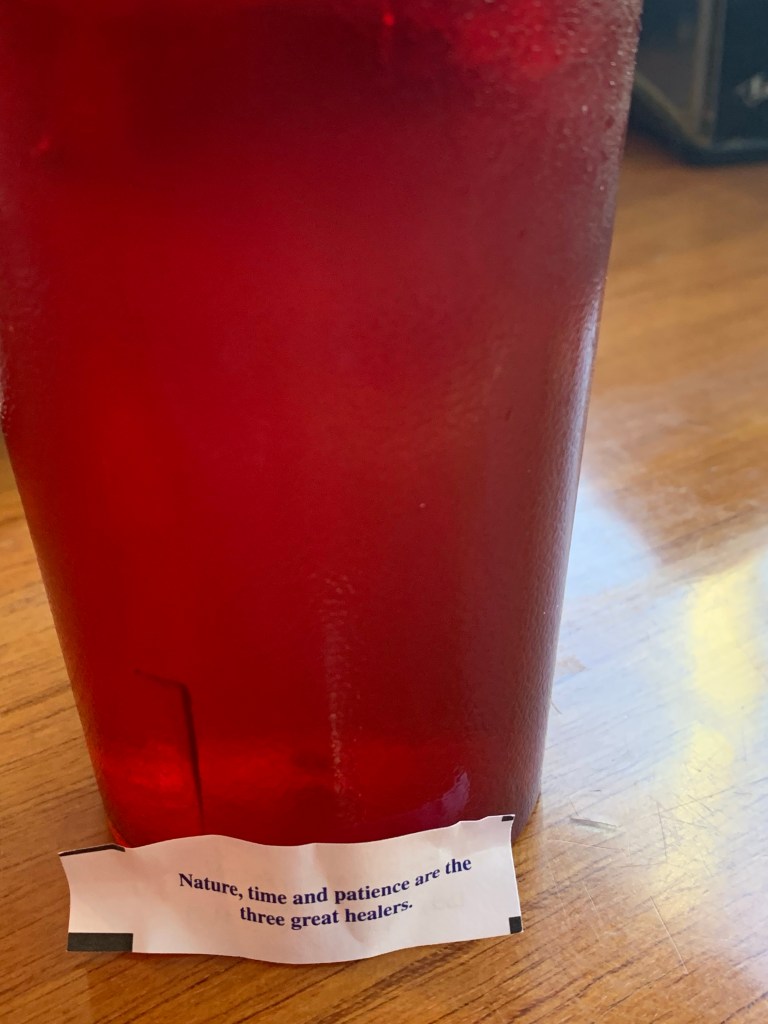 Nature, time and patience are the
three great healers.